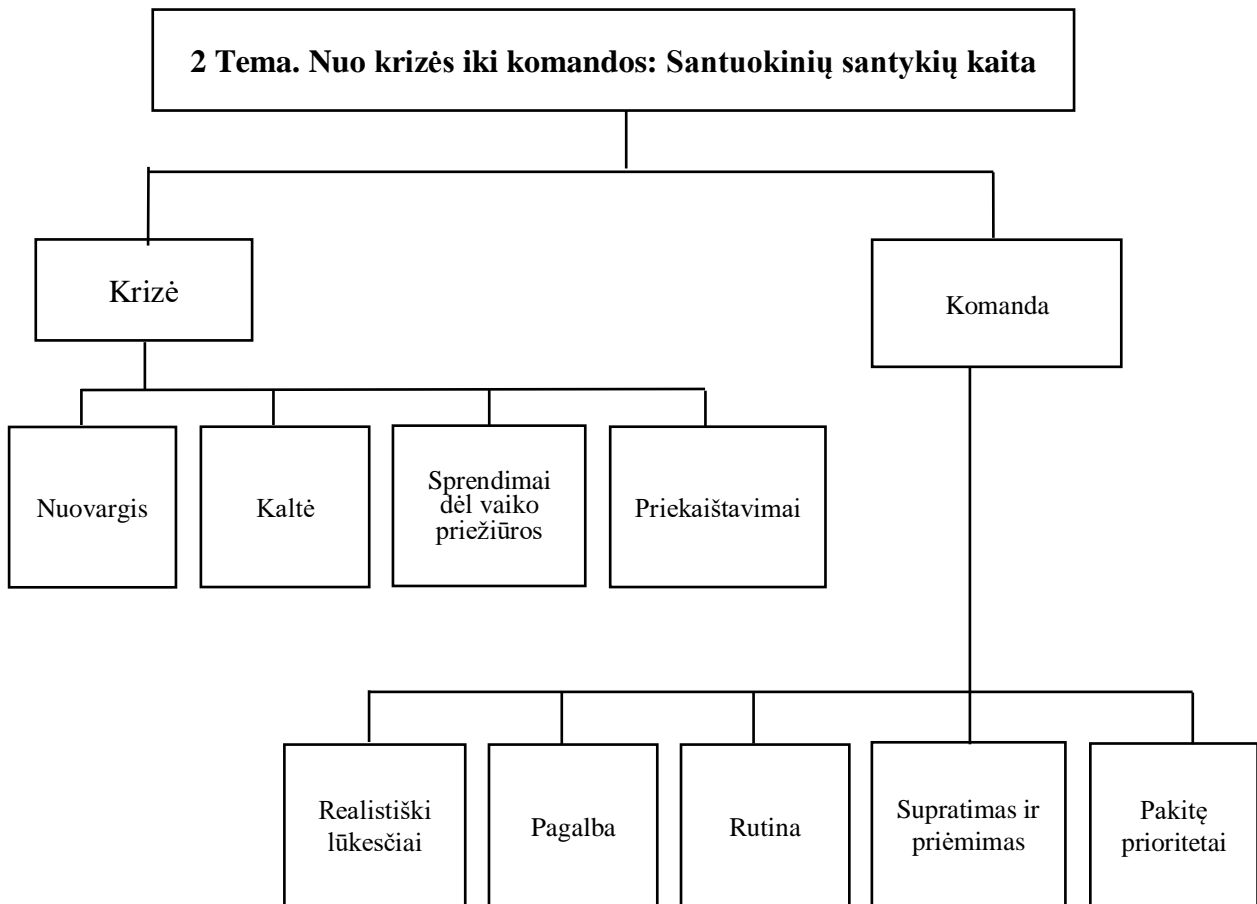 2 Tema. Nuo krizės iki komandos: Santuokinių santykių kaita
Krizė
Komanda
Nuovargis
Kaltė
Sprendimai
dėl vaiko
priežiūros
Priekaištavimai
Realistiški
lūkesčiai
Pagalba
Rutina
Supratimas ir
priėmimas
Pakitę
prioritetai